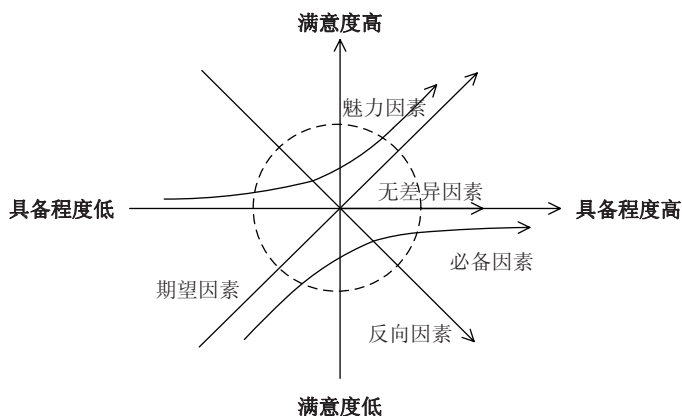 满意度高
魅力因素
无差异因素
具备程度低
具备程度高
必备因素
期望因素
反向因素
满意度低